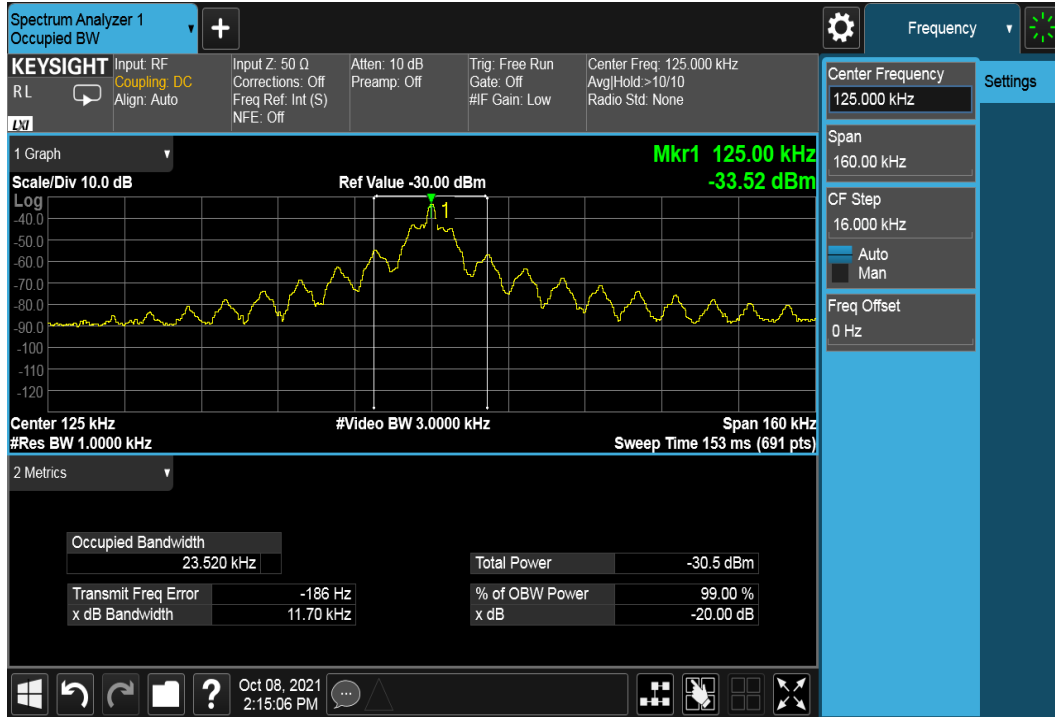 Spectrum Analyzer 1
Occupied BW
+
Frequency
KEYSIGHT
R L
LXI
Input: RF
Coupling: DC
Align: Auto
Input Z: 50 Ω
Corrections: Off
Freq Ref: Int (S)
NFE: Off
Atten: 10 dB
Preamp: Off
Trig: Free Run
Gate: Off
#IF Gain: Low
Center Freq: 125.000 kHz
Avg|Hold:>10/10
Radio Std: None
Center Frequency
125.000 kHz
Settings
Span
160.00 kHz
CF Step
16.000 kHz
Auto
Man
Freq Offset
0 Hz
1 Graph
Mkr1 125.00 kHz
-33.52 dBm
Scale/Div 10.0 dB
Ref Value -30.00 dBm
Log
1
-40.0
-50.0
-60.0
-70.0
-80.0
-90.0
-100
-110
-120
Center 125 kHz
#Video BW 3.0000 kHz
Span 160 kHz
#Res BW 1.0000 kHz
Sweep Time 153 ms (691 pts)
2 Metrics
Occupied Bandwidth
23.520 kHz
Total Power -30.5 dBm
Transmit Freq Error -186 Hz
% of OBW Power 99.00 %
x dB Bandwidth 11.70 kHz
x dB -20.00 dB
?
Oct 08, 2021
2:15:06 PM